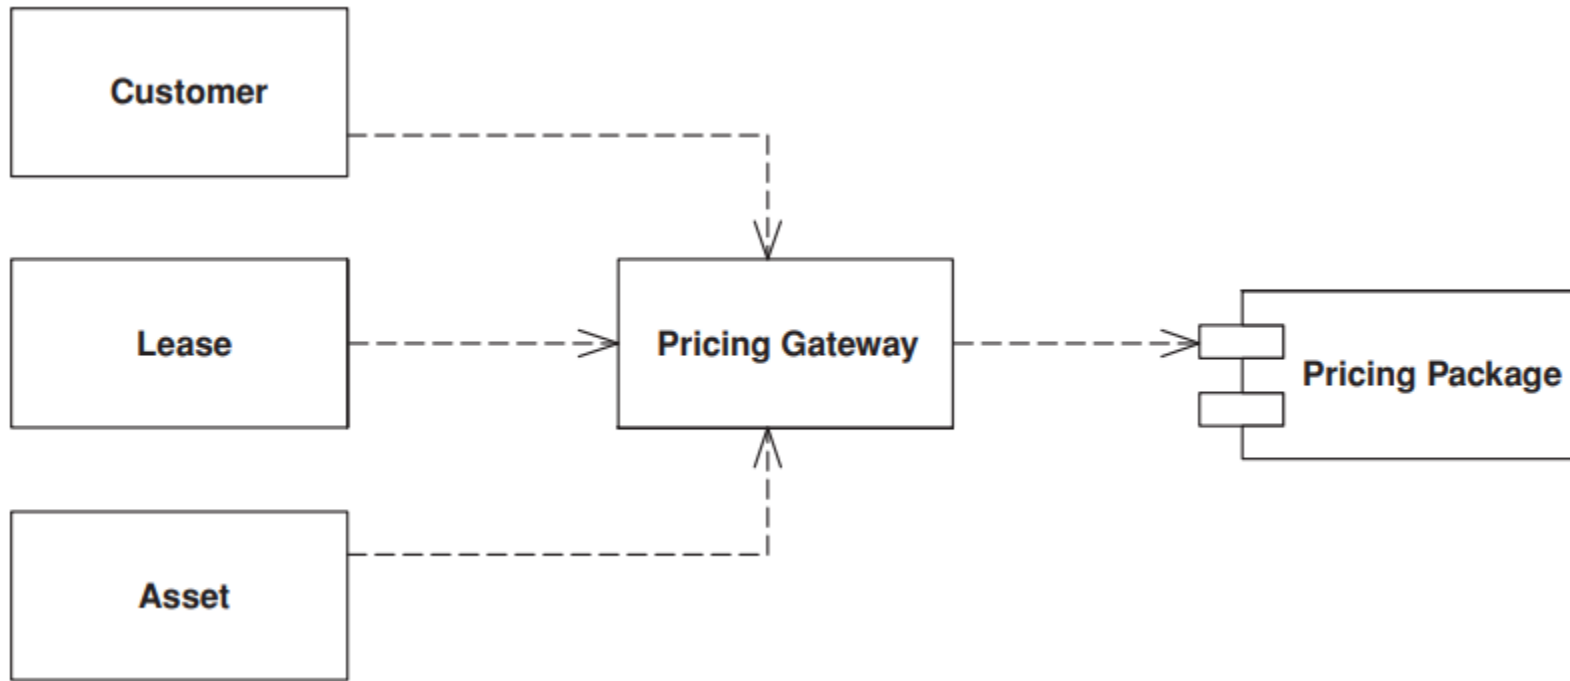 Customer
Lease
Pricing Gateway
Pricing Package
Asset